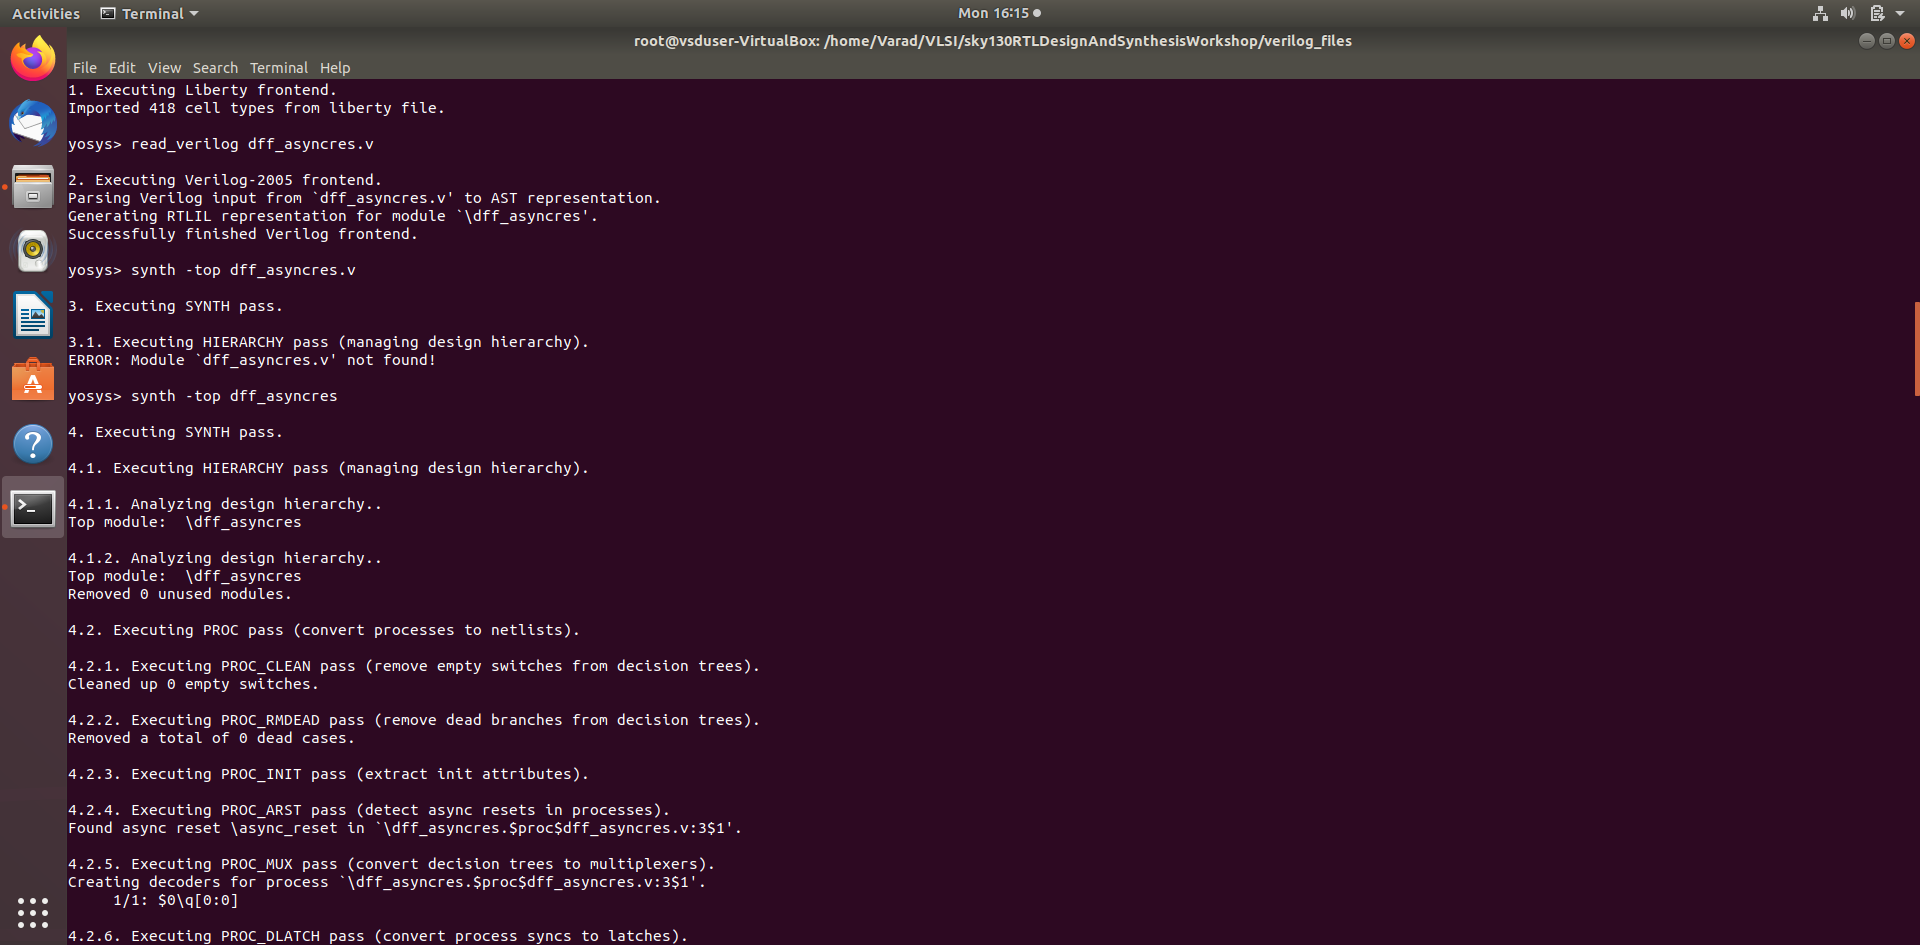 Activities
Terminal
Mon 16:15
root@vsduser-VirtualBox: /home/Varad/VLSI/sky130RTLDesignAndSynthesisWorkshop/verilog_files
File Edit View Search Terminal Help
1. Executing Liberty frontend.
Imported 418 cell types from liberty file.
yosys> read_verilog dff_asyncres.v
2. Executing Verilog-2005 frontend.
Parsing Verilog input from `dff_asyncres.v' to AST representation.
Generating RTLIL representation for module `\dff_asyncres'.
Successfully finished Verilog frontend.
yosys> synth -top dff_asyncres.v
3. Executing SYNTH pass.
3.1. Executing HIERARCHY pass (managing design hierarchy).
ERROR: Module `dff_asyncres.v' not found!
yosys> synth -top dff_asyncres
4. Executing SYNTH pass.
4.1. Executing HIERARCHY pass (managing design hierarchy).
4.1.1. Analyzing design hierarchy..
Top module:  \dff_asyncres
4.1.2. Analyzing design hierarchy..
Top module:  \dff_asyncres
Removed 0 unused modules.
4.2. Executing PROC pass (convert processes to netlists).
4.2.1. Executing PROC_CLEAN pass (remove empty switches from decision trees).
Cleaned up 0 empty switches.
4.2.2. Executing PROC_RMDEAD pass (remove dead branches from decision trees).
Removed a total of 0 dead cases.
4.2.3. Executing PROC_INIT pass (extract init attributes).
4.2.4. Executing PROC_ARST pass (detect async resets in processes).
Found async reset \async_reset in `\dff_asyncres.$proc$dff_asyncres.v:3$1'.
4.2.5. Executing PROC_MUX pass (convert decision trees to multiplexers).
Creating decoders for process `\dff_asyncres.$proc$dff_asyncres.v:3$1'.
     1/1: $0\q[0:0]
4.2.6. Executing PROC_DLATCH pass (convert process syncs to latches).